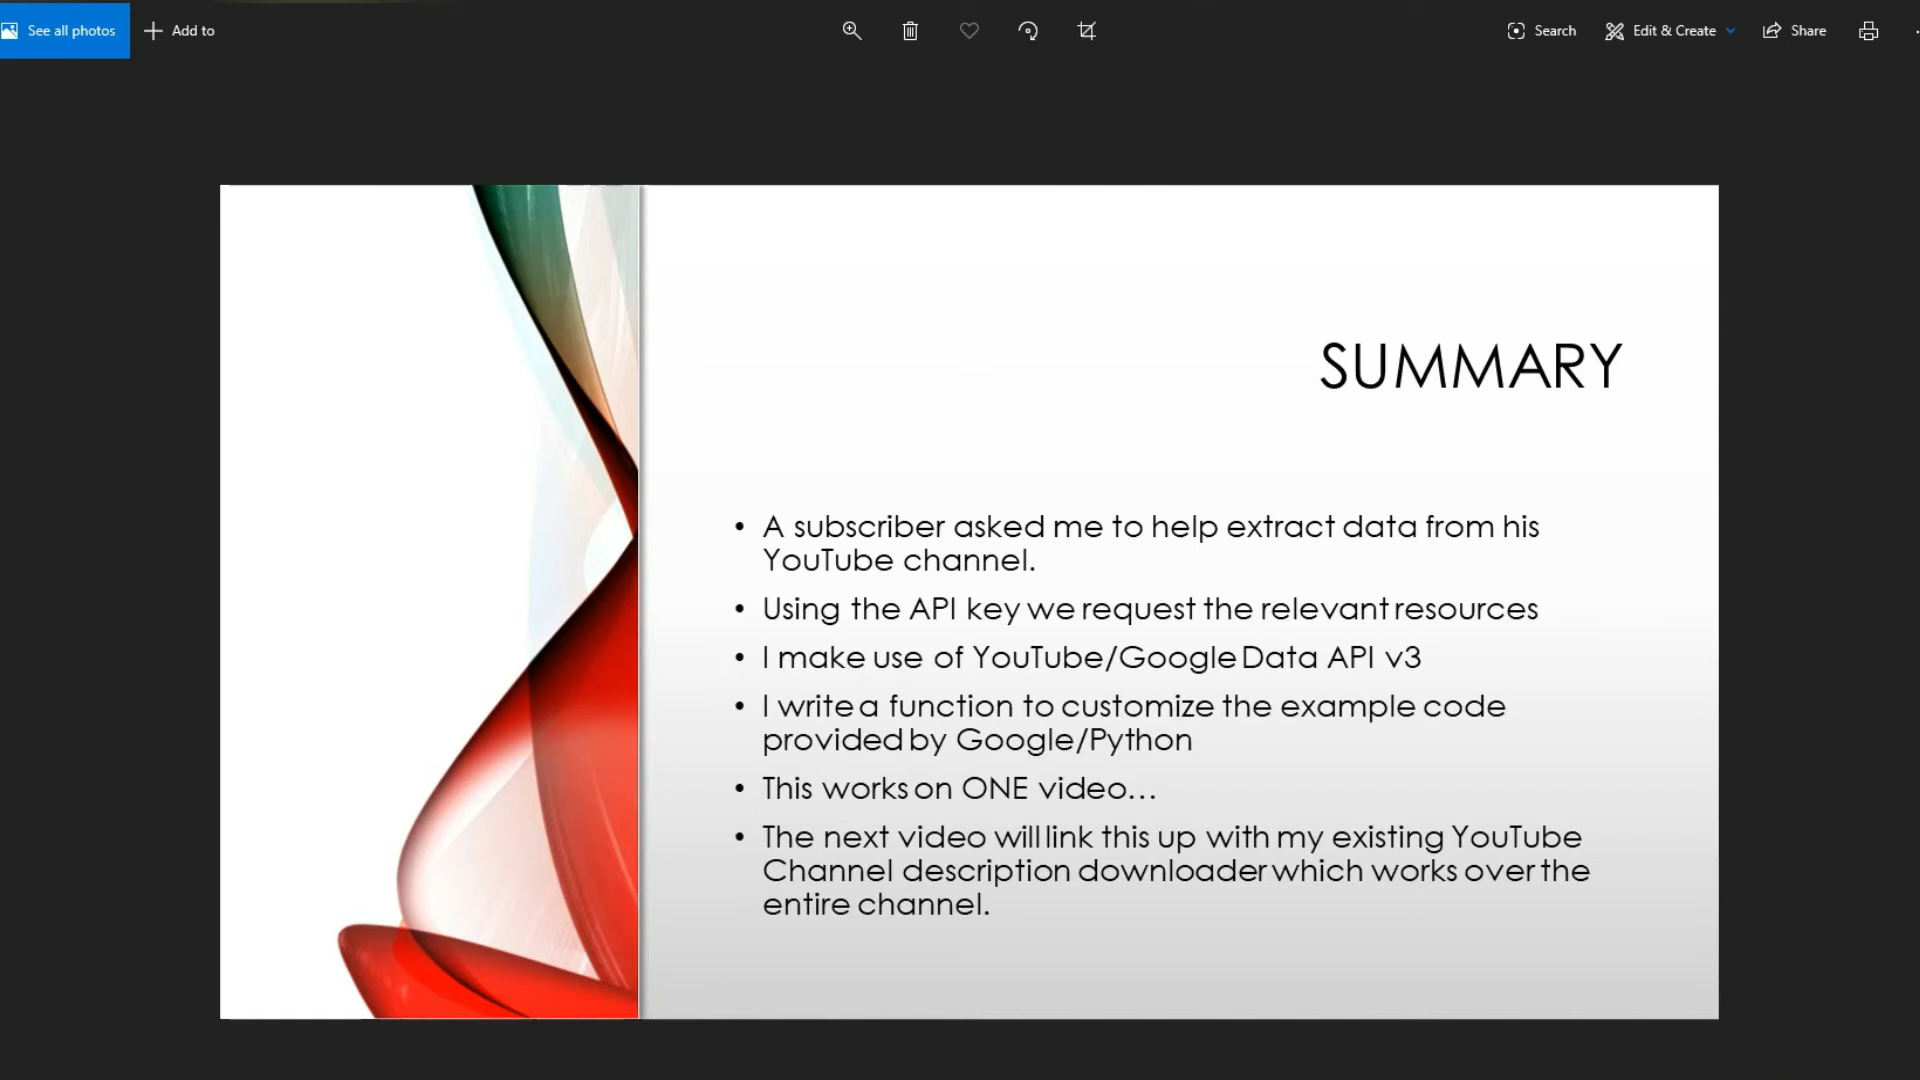 See all photos
Add to
Search
Edit & Create
Share
SUMMARY
• A subscriber asked me to help extract data from his
YouTube channel.
• Using the API key we request the relevant resources
• I make use of YouTube/Google Data API v3
• I write a function to customize the example code
provided by Google/Python
• This works on ONE video...
• The next video will link this up with my existing YouTube
Channel description downloader which works over the
entire channel.